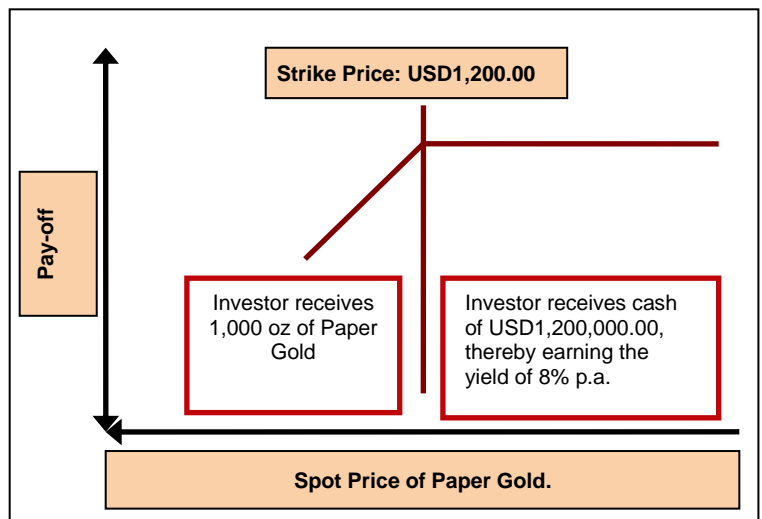 Strike Price: USD1,200.00
Pay-off
Investor receives
1,000 oz of Paper
Gold
Investor receives cash
of USD1,200,000.00,
thereby earning the
yield of 8% p.a.
Spot Price of Paper Gold.